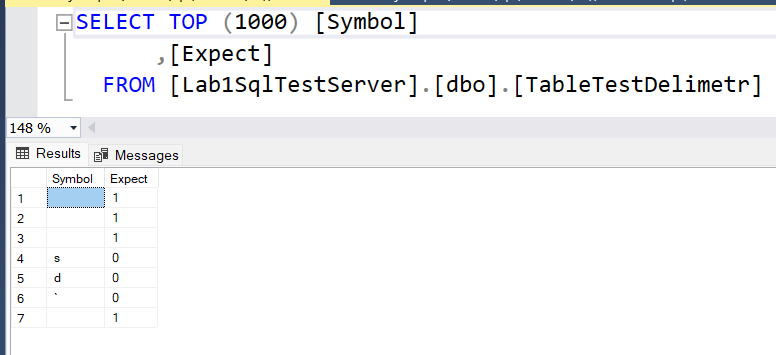 SELECT TOP (1000) [Symbol]
,[Expect]
FROM [Lab1SqlTestServer].[dbo].[TableTestDelimetr]
148 %
Results Messages
Symbol Expect
1 1
2 1
3 1
4 s 0
5 d 0
6 ` 0
7 1